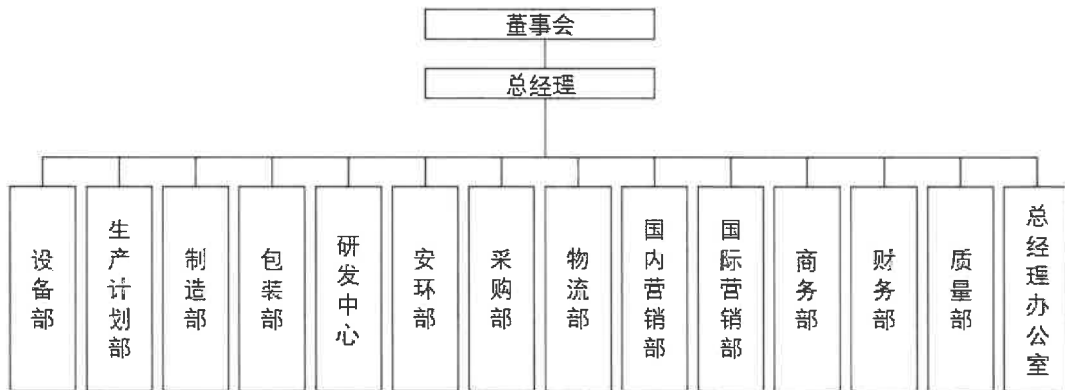 董事会
总经理
设备部
生产计划部
制造部
包装部
研发中心
安环部
采购部
物流部
国内营销部
国际营销部
商务部
财务部
质量部
总经理办公室